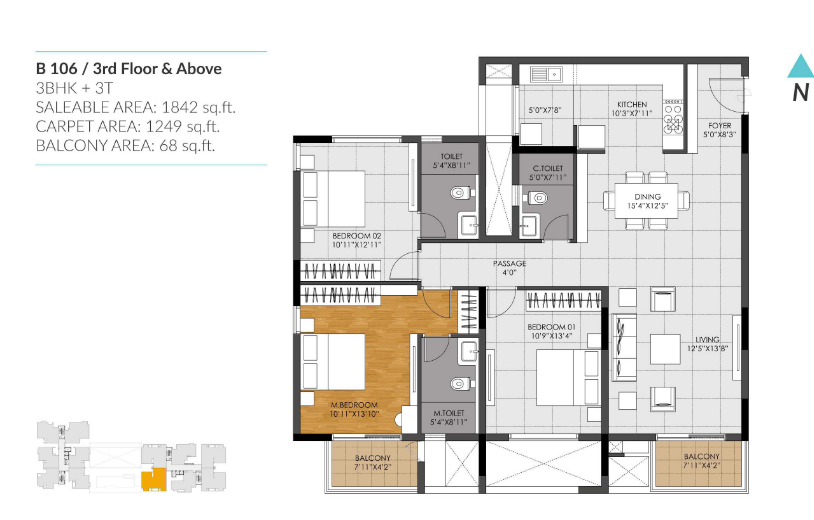 B 106 / 3rd Floor & Above
3BHK + 3T
SALEABLE AREA: 1842 sq.ft.
CARPET AREA: 1249 sq.ft.
BALCONY AREA: 68 sq.ft.
N
5'0"X7'8"
KITCHEN
10'3"X7'11"
FOYER
5'0"X8'3"
TOILET
5'4"X8'11"
C.TOILET
5'0"X7'11"
DINING
15'4"X12'5"
BEDROOM 02
10'11"X12'11"
PASSAGE
4'0"
BEDROOM 01
10'9"X13'4"
LIVING
12'5"X13'8"
M.BEDROOM
10'11"X13'10"
M.TOILET
5'4"X8'11"
BALCONY
7'11"X4'2"
BALCONY
7'11"X4'2"